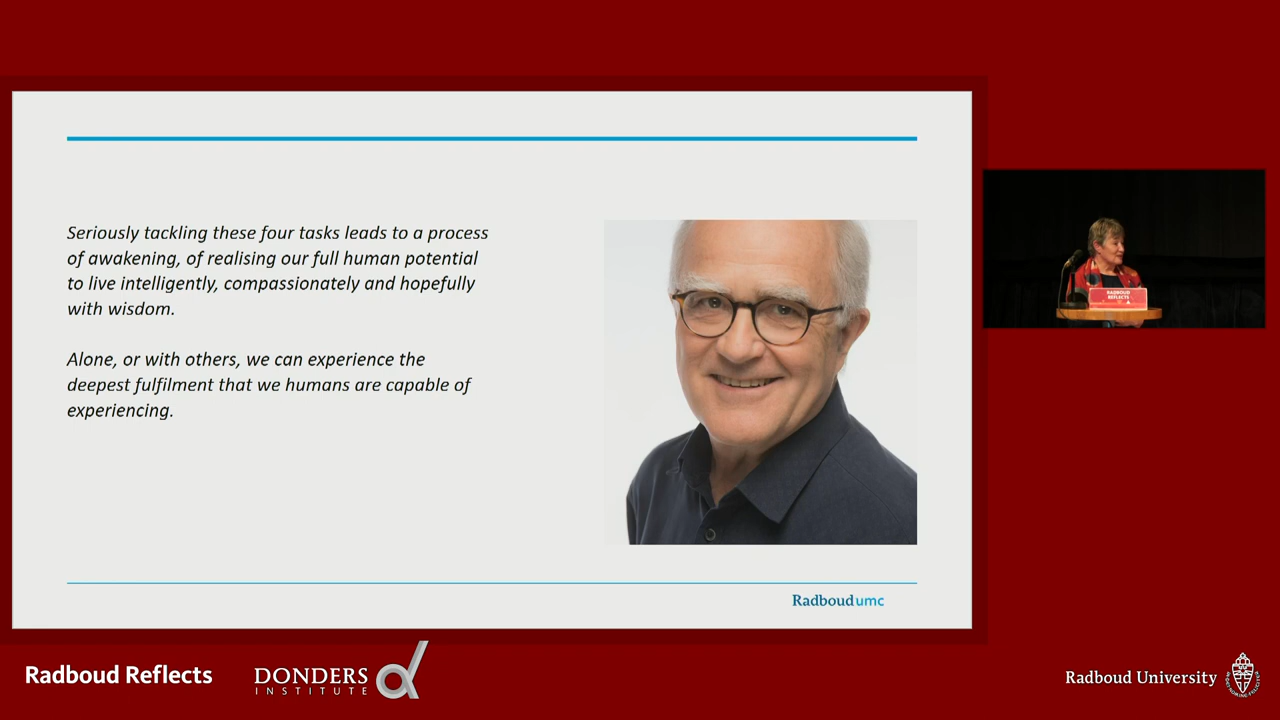 Seriously tackling these four tasks leads to a process
of awakening, of realising our full human potential
to live intelligently, compassionately and hopefully
with wisdom.
Alone, or with others, we can experience the
deepest fulfilment that we humans are capable of
experiencing.
Radboudumc
RADBOUD
REFLECTS
Radboud Reflects
DONDERS
INSTITUTE
Radboud University